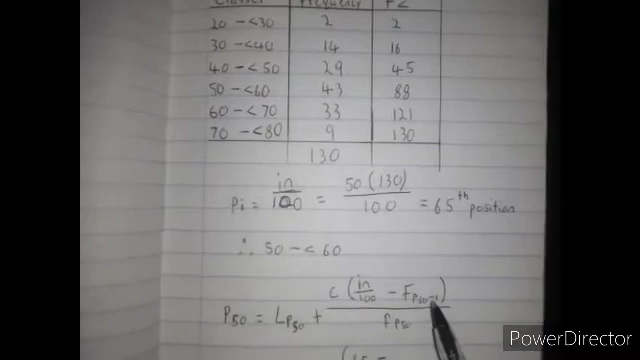 Classes Frequency F<
20 -<30 2 2
30 -<40 14 16
40 -<50 29 45
50 -<60 43 88
60 -<70 33 121
70 -<80 9 130
130
Pi = in/100 = 50(130)/100 = 65th position
∴ 50 -< 60
P50 = LP50 + c(in/100 - FP50-1)/fP50
PowerDirector